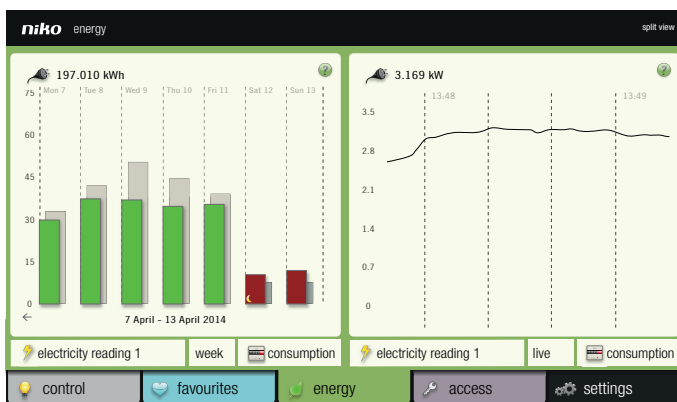 niko energy
split view
197.010 kWh
?
Mon 7 Tue 8 Wed 9 Thu 10 Fri 11 Sat 12 Sun 13
75
60
45
30
15
0
←
7 April - 13 April 2014
electricity reading 1 week consumption
3.169 kW
?
13:48 13:49
3.5
2.8
2.1
1.4
0.7
0
electricity reading 1 live consumption
control favourites energy access settings